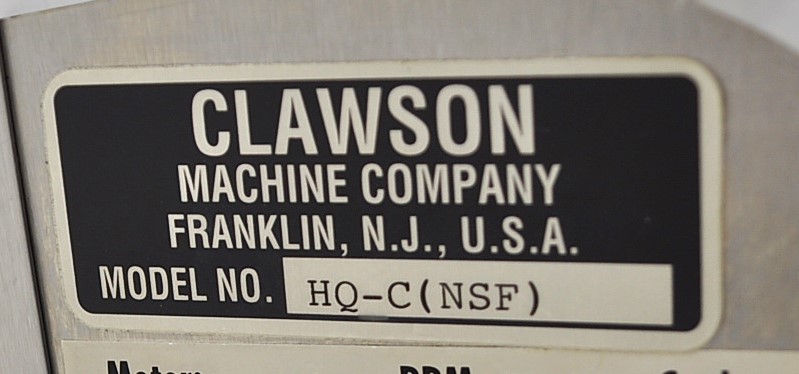 CLAWSON
MACHINE COMPANY
FRANKLIN, N.J., U.S.A.
MODEL NO. HQ-C(NSF)